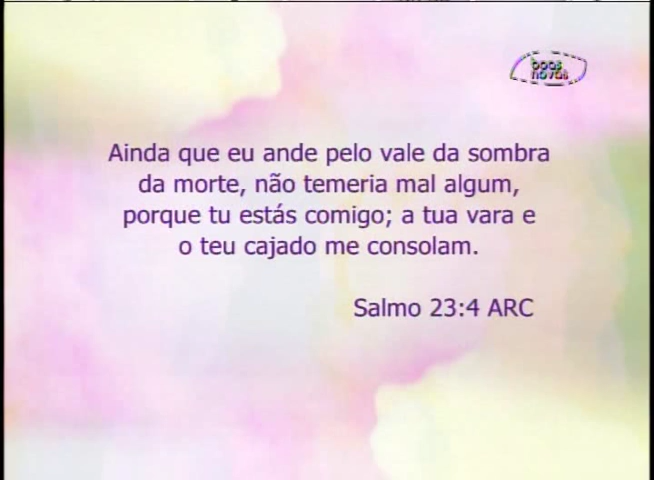 boas
novas
Ainda que eu ande pelo vale da sombra
da morte, não temeria mal algum,
porque tu estás comigo; a tua vara e
o teu cajado me consolam.
Salmo 23:4 ARC